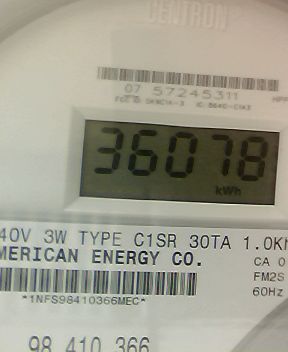 CENTRON
07 57245311
36078
kWh
40V 3W TYPE C1SR 30TA 1.0Kh
MERICAN ENERGY CO.
CA 0
FM2S
60Hz
*1NFS98410366MEC*
98 410 366